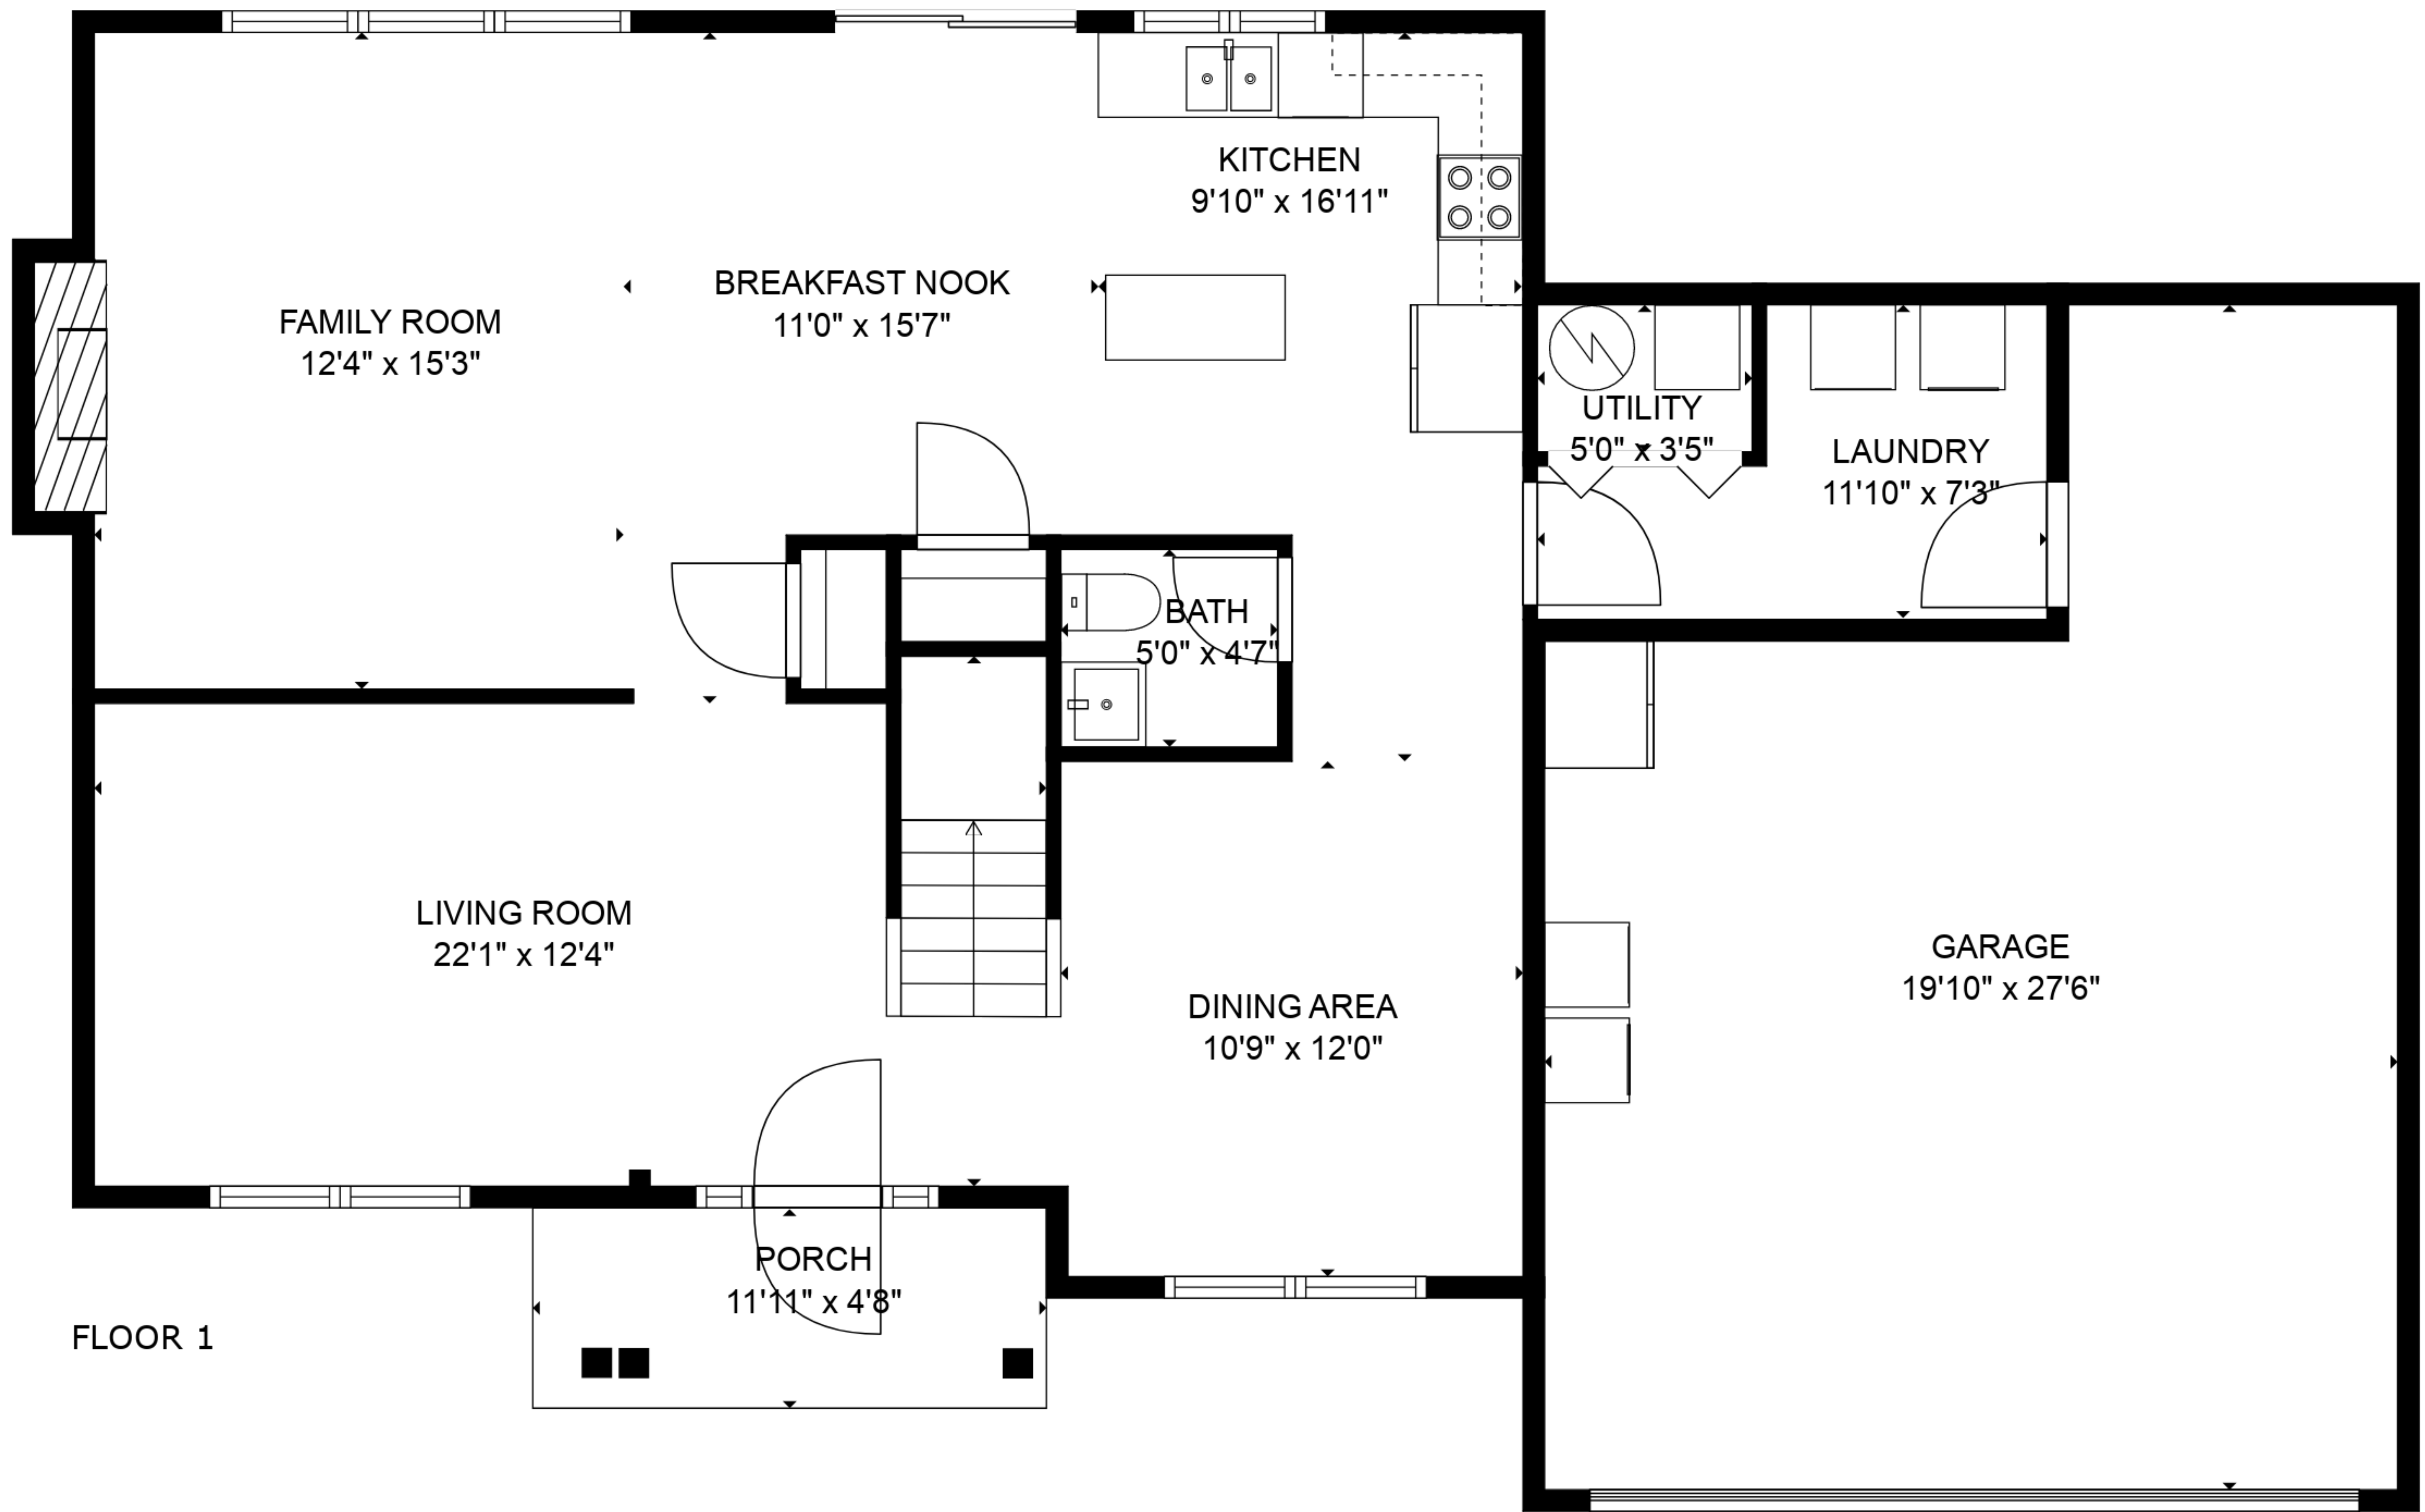 KITCHEN
9'10" x 16'11"
BREAKFAST NOOK
11'0" x 15'7"
FAMILY ROOM
12'4" x 15'3"
UTILITY
5'0" x 3'5"
LAUNDRY
11'10" x 7'3"
BATH
5'0" x 4'7"
LIVING ROOM
22'1" x 12'4"
GARAGE
19'10" x 27'6"
DINING AREA
10'9" x 12'0"
PORCH
11'11" x 4'8"
FLOOR 1